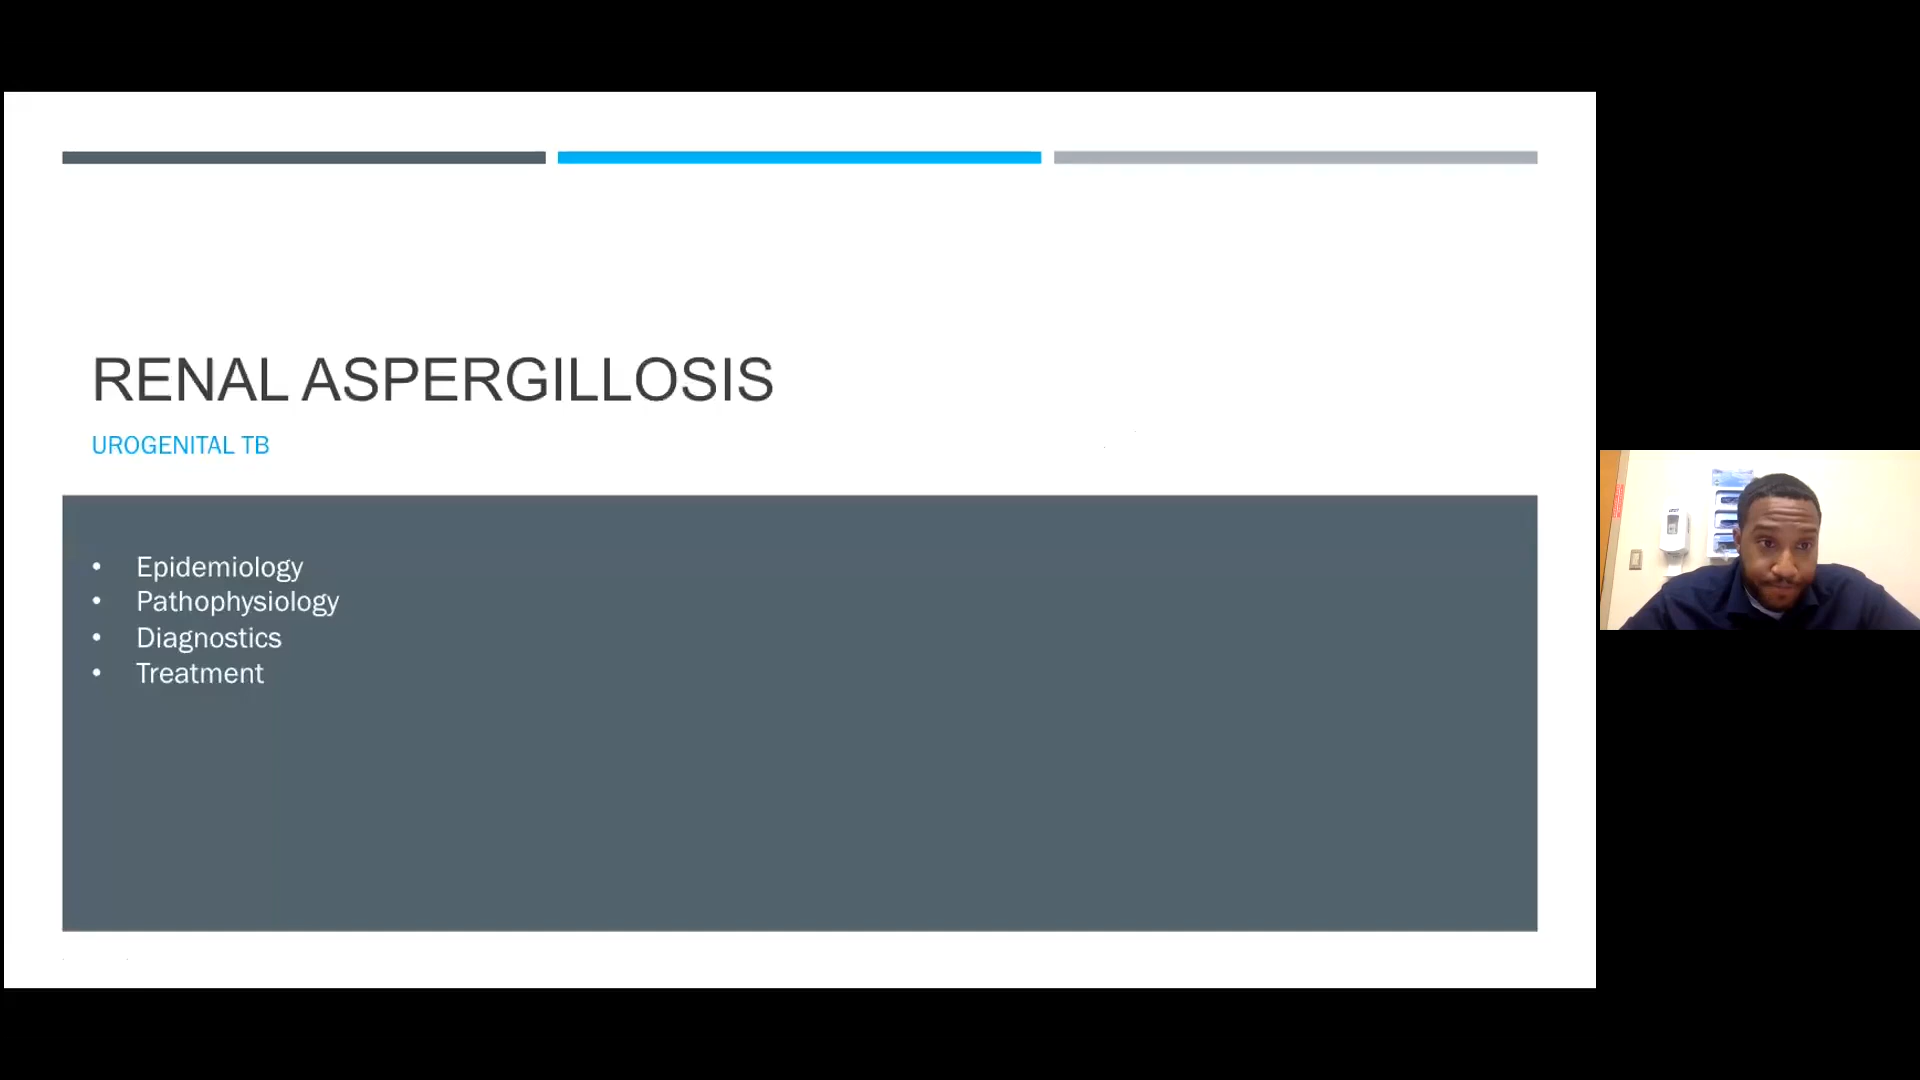 RENAL ASPERGILLOSIS
UROGENITAL TB
• Epidemiology
• Pathophysiology
• Diagnostics
• Treatment